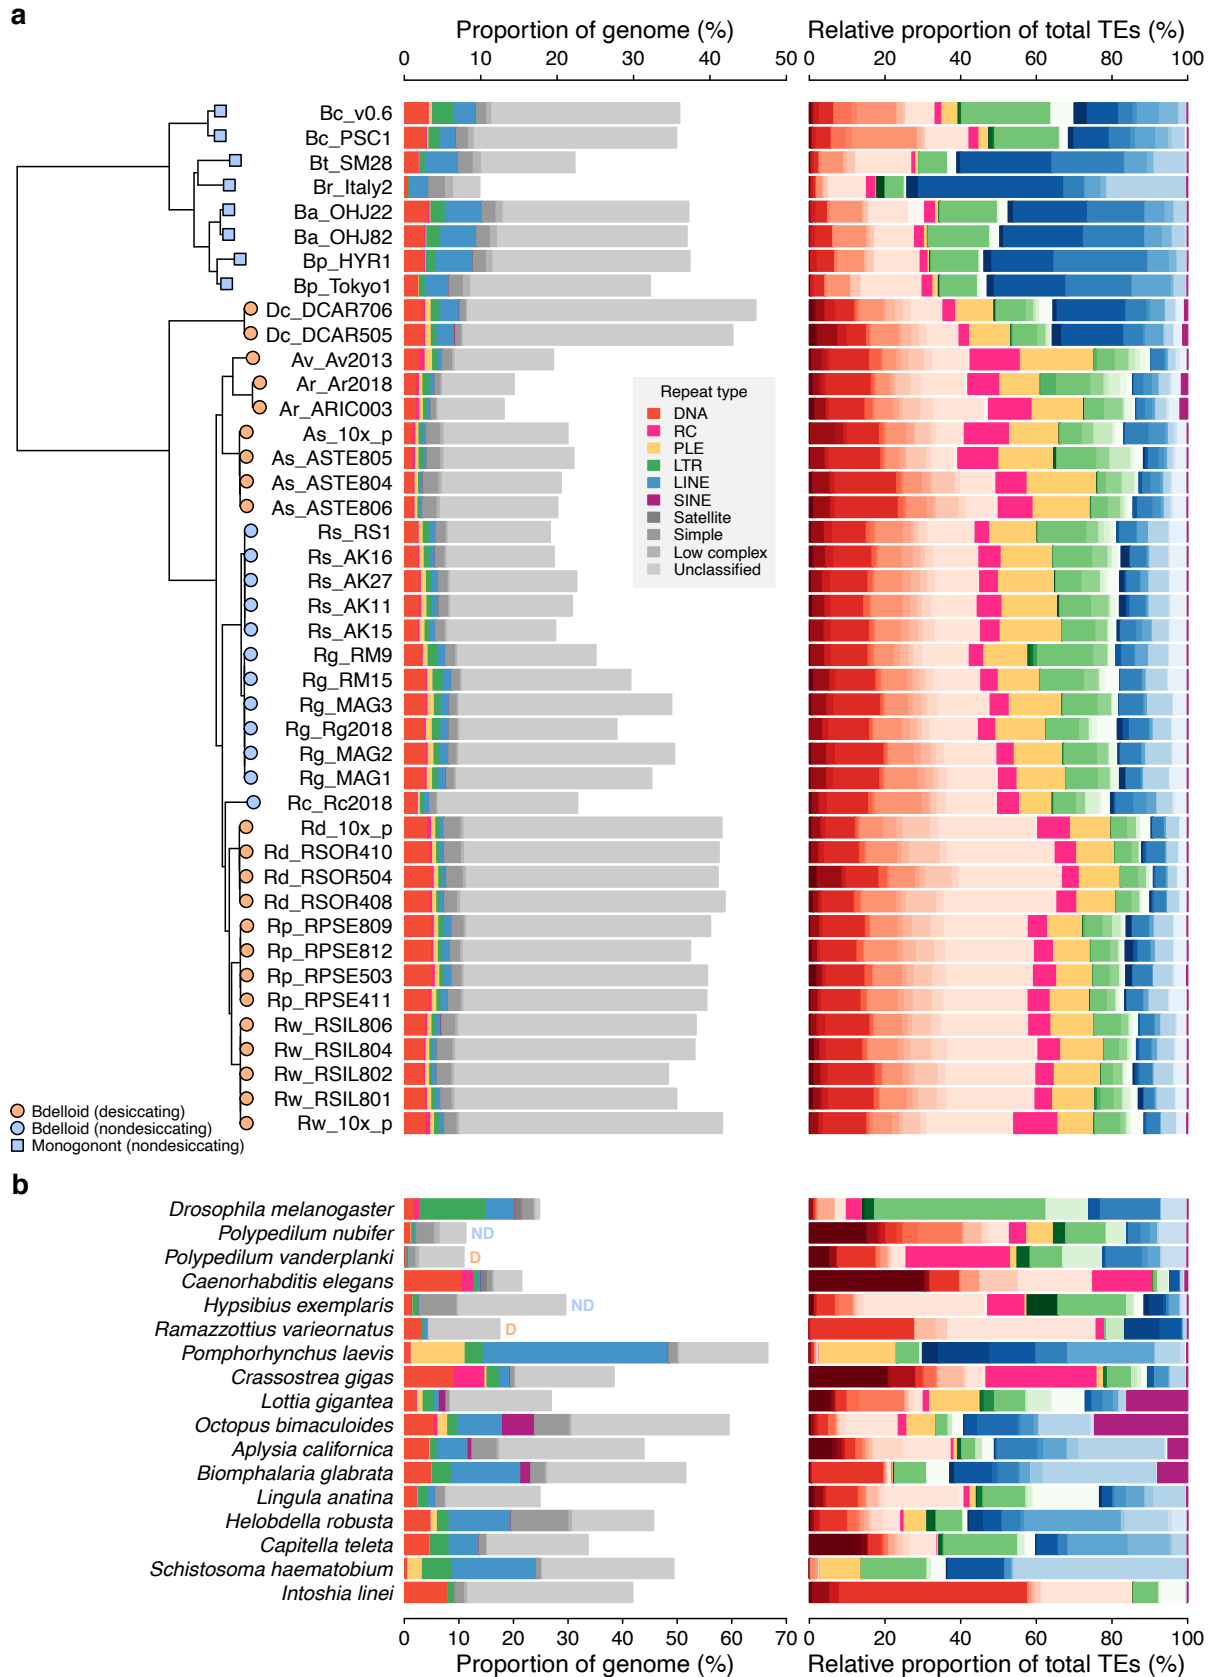 a
Proportion of genome (%)
Relative proportion of total TEs (%)
0 10 20 30 40 50
0 20 40 60 80 100
Bc_v0.6
Bc_PSC1
Bt_SM28
Br_Italy2
Ba_OHJ22
Ba_OHJ82
Bp_HYR1
Bp_Tokyo1
Dc_DCAR706
Dc_DCAR505
Av_Av2013
Ar_Ar2018
Ar_ARIC003
As_10x_p
As_ASTE805
As_ASTE804
As_ASTE806
Rs_RS1
Rs_AK16
Rs_AK27
Rs_AK11
Rs_AK15
Rg_RM9
Rg_RM15
Rg_MAG3
Rg_Rg2018
Rg_MAG2
Rg_MAG1
Rc_Rc2018
Rd_10x_p
Rd_RSOR410
Rd_RSOR504
Rd_RSOR408
Rp_RPSE809
Rp_RPSE812
Rp_RPSE503
Rp_RPSE411
Rw_RSIL806
Rw_RSIL804
Rw_RSIL802
Rw_RSIL801
Rw_10x_p
Repeat type
DNA
RC
PLE
LTR
LINE
SINE
Satellite
Simple
Low complex
Unclassified
Bdelloid (desiccating)
Bdelloid (nondesiccating)
Monogonont (nondesiccating)
b
Drosophila melanogaster
Polypedilum nubifer ND
Polypedilum vanderplanki D
Caenorhabditis elegans
Hypsibius exemplaris ND
Ramazzottius varieornatus D
Pomphorhynchus laevis
Crassostrea gigas
Lottia gigantea
Octopus bimaculoides
Aplysia californica
Biomphalaria glabrata
Lingula anatina
Helobdella robusta
Capitella teleta
Schistosoma haematobium
Intoshia linei
0 10 20 30 40 50 60 70
0 20 40 60 80 100
Proportion of genome (%)
Relative proportion of total TEs (%)